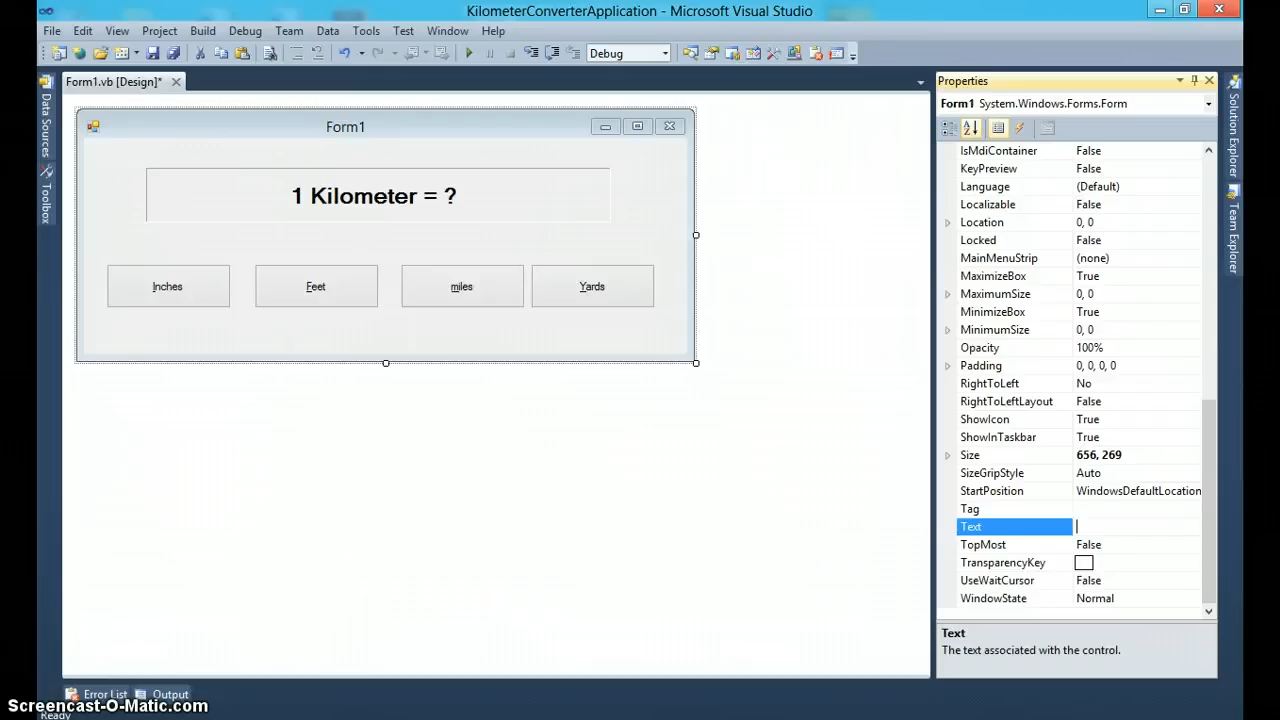 KilometerConverterApplication - Microsoft Visual Studio
File Edit View Project Build Debug Team Data Tools Test Window Help
Debug
Form1.vb [Design]*
Properties
Form1 System.Windows.Forms.Form
Data Sources
Toolbox
Solution Explorer
Team Explorer
Form1
1 Kilometer = ?
Inches Feet miles Yards
IsMdiContainer False
KeyPreview False
Language (Default)
Localizable False
Location 0, 0
Locked False
MainMenuStrip (none)
MaximizeBox True
MaximumSize 0, 0
MinimizeBox True
MinimumSize 0, 0
Opacity 100%
Padding 0, 0, 0, 0
RightToLeft No
RightToLeftLayout False
ShowIcon True
ShowInTaskbar True
Size 656, 269
SizeGripStyle Auto
StartPosition WindowsDefaultLocation
Tag
Text
TopMost False
TransparencyKey
UseWaitCursor False
WindowState Normal
Text
The text associated with the control.
Error List Output
Screencast-O-Matic.com
Ready